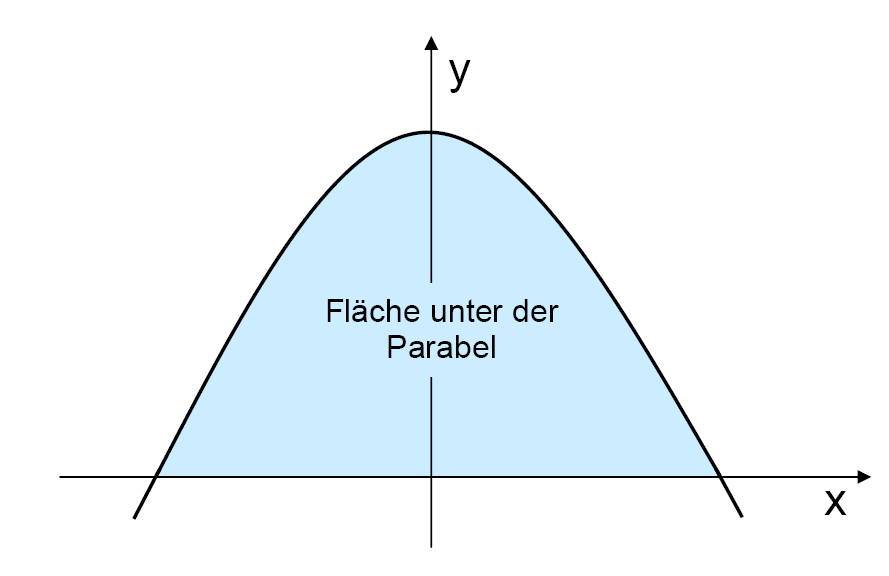 y
Fläche unter der
Parabel
x